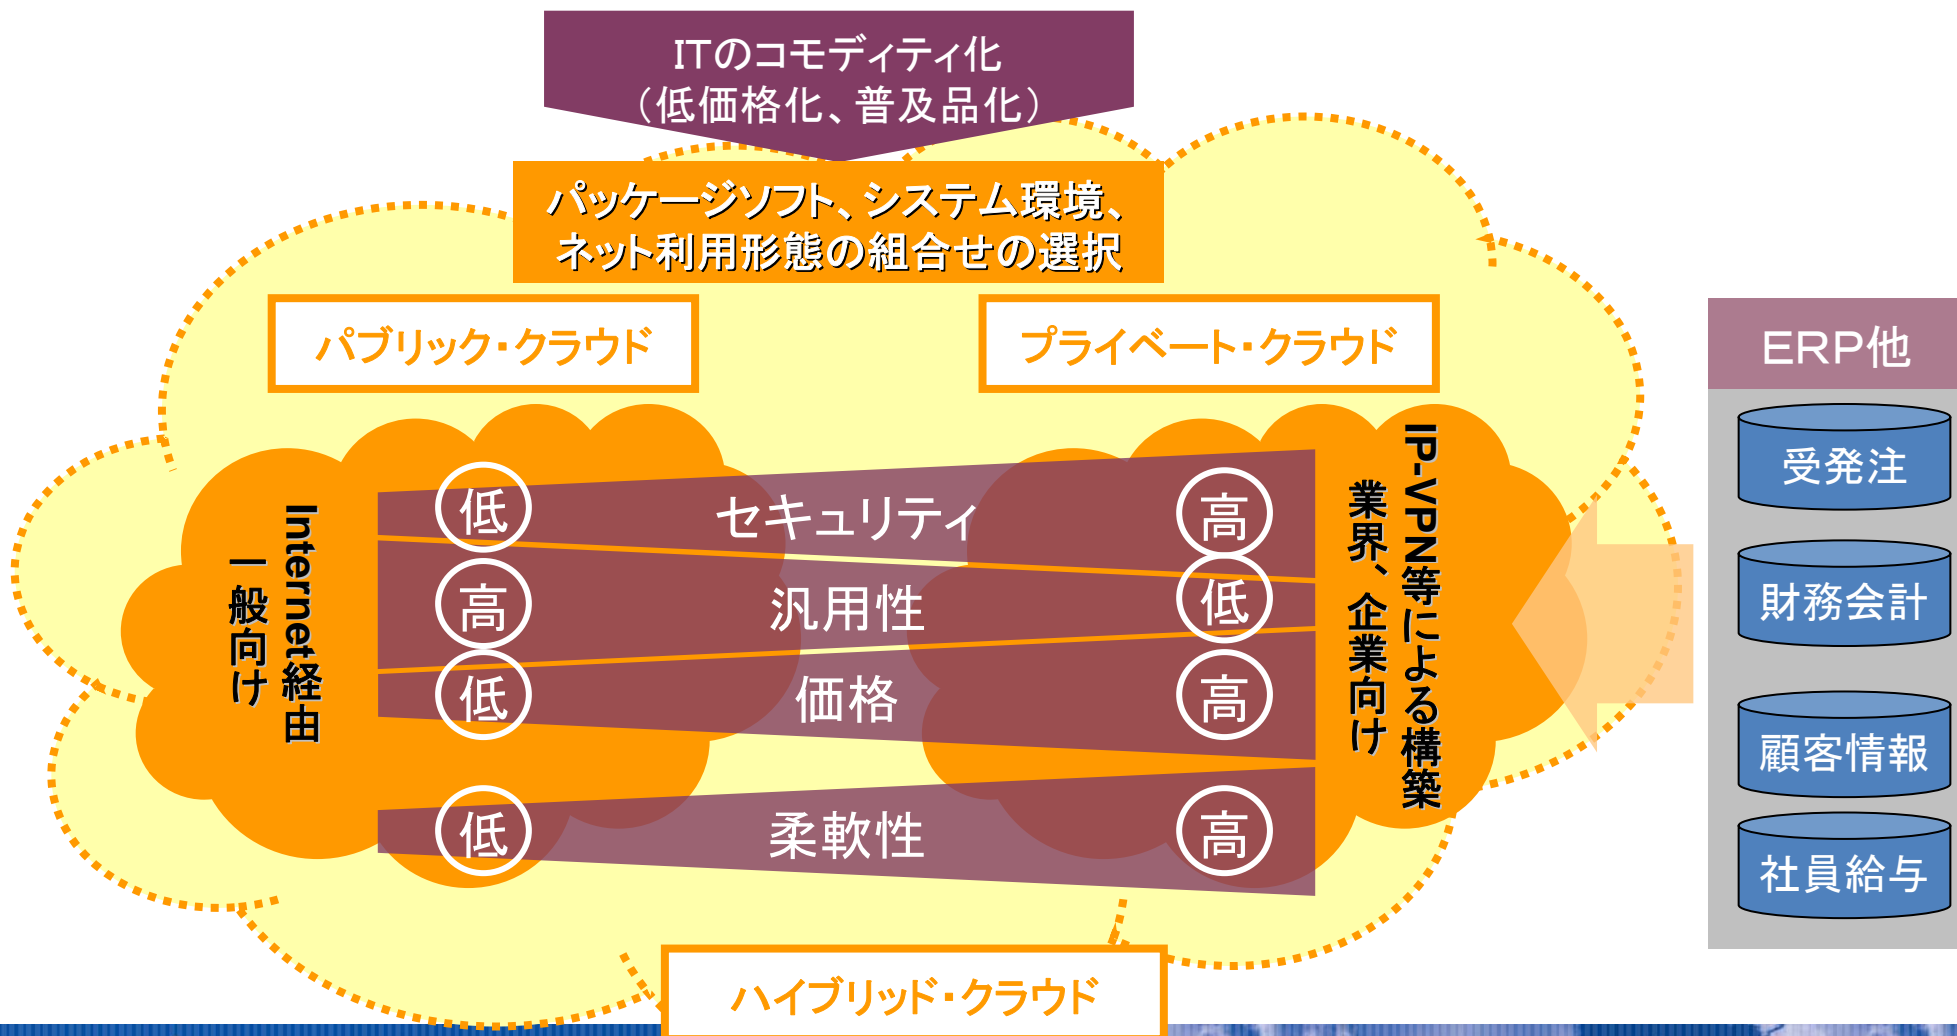 ITのコモディティ化
（低価格化、普及品化）
パッケージソフト、システム環境、
ネット利用形態の組合せの選択
パブリック・クラウド
プライベート・クラウド
Internet経由
一般向け
低
セキュリティ
高
高
汎用性
低
低
価格
高
低
柔軟性
高
IP-VPN等による構築
業界、企業向け
ハイブリッド・クラウド
ERP他
受発注
財務会計
顧客情報
社員給与